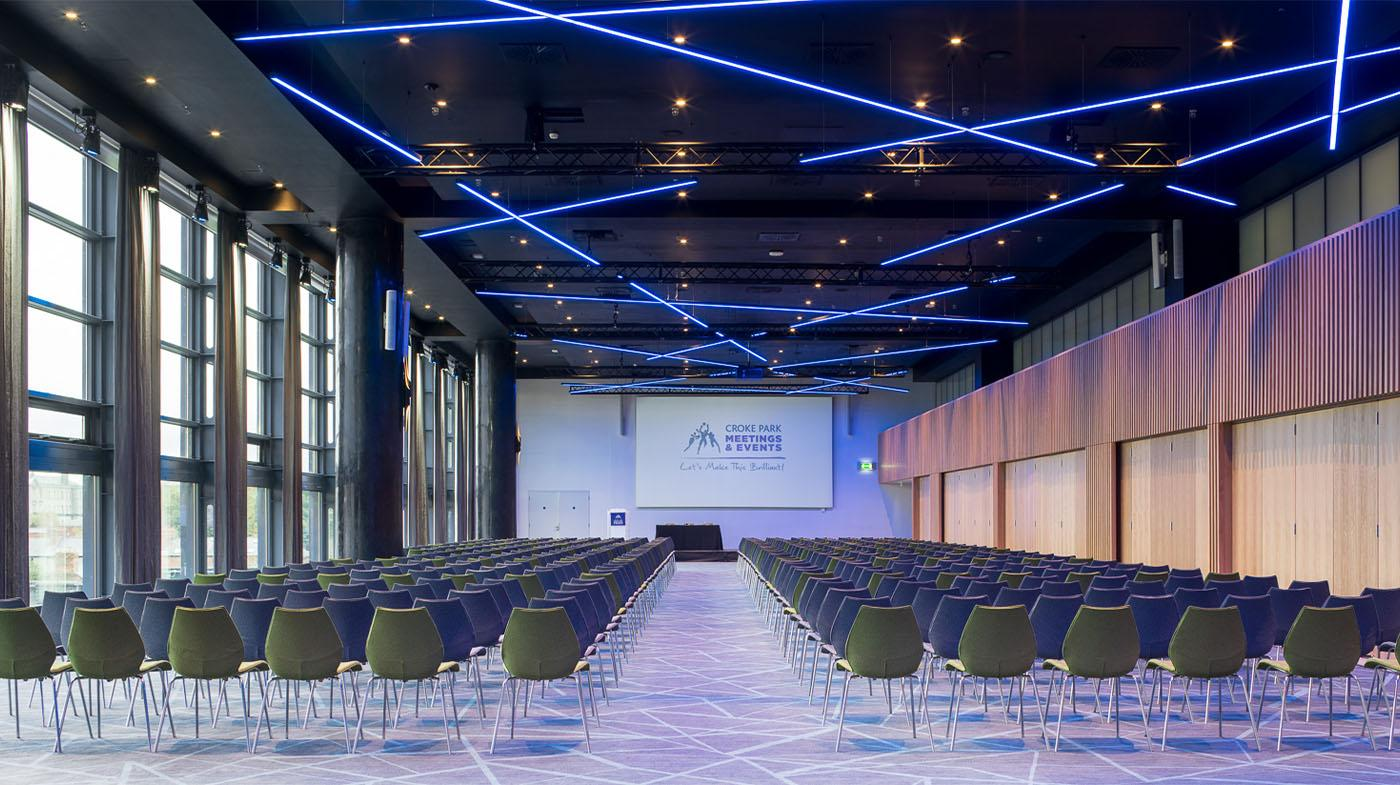 CROKE PARK
MEETINGS
& EVENTS
Let's Make This Brilliant!